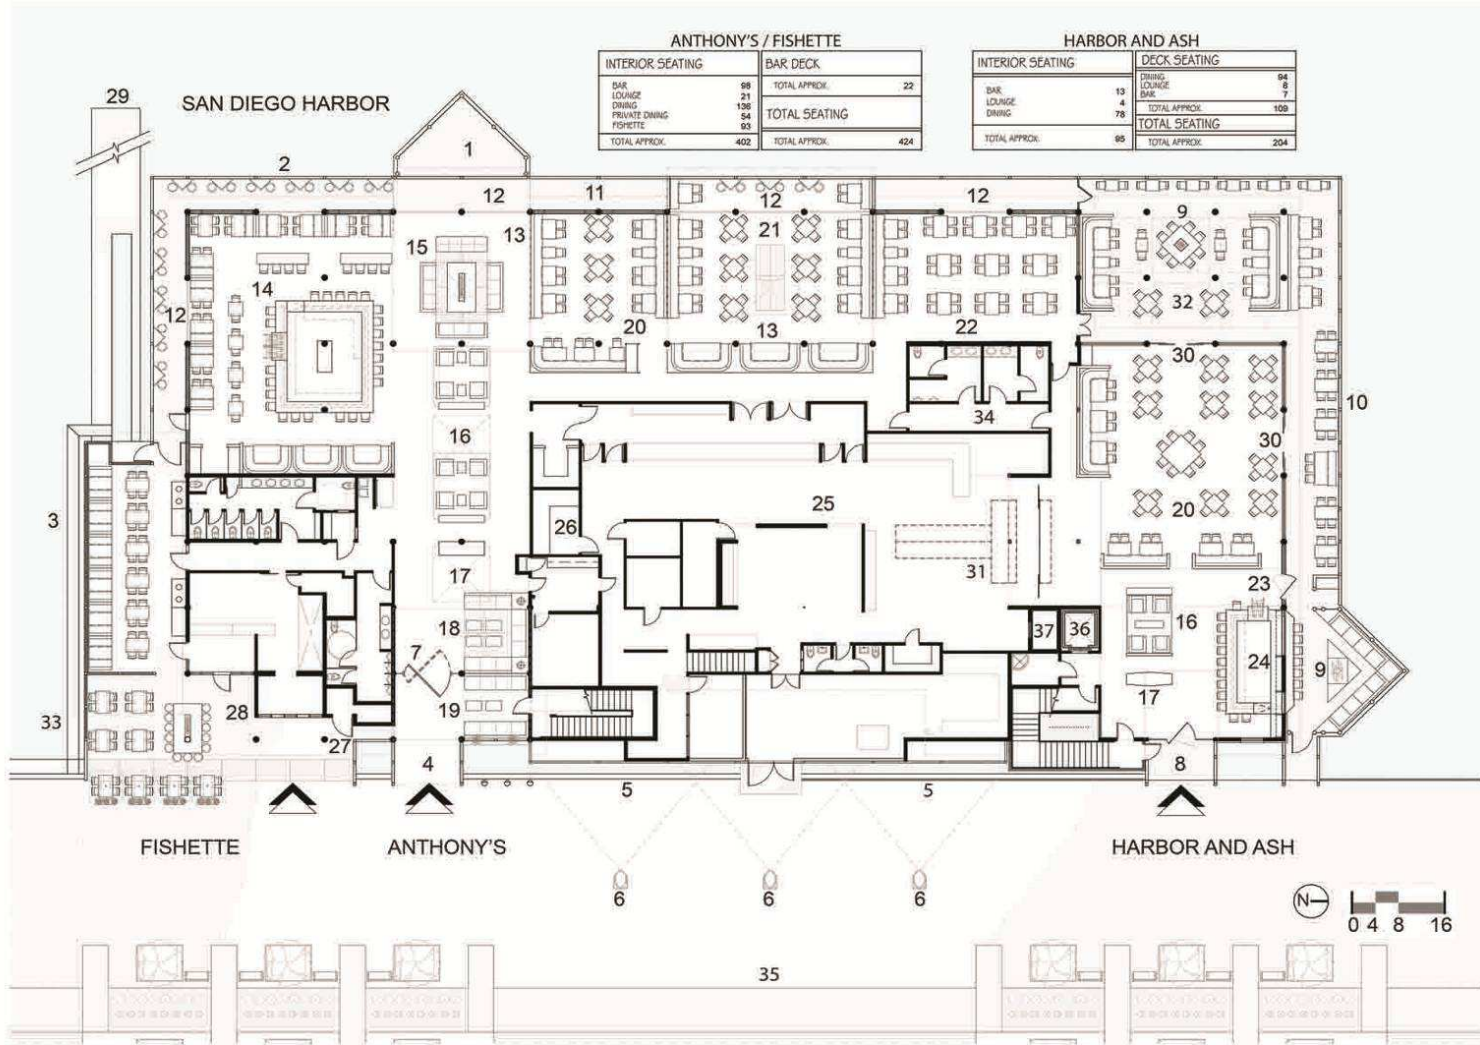 ANTHONY'S / FISHETTE
INTERIOR SEATING
BAR 98
LOUNGE 21
DINING 136
PRIVATE DINING 54
FISHETTE 93
TOTAL APPROX. 402
BAR DECK
TOTAL APPROX. 22
TOTAL SEATING
TOTAL APPROX. 424
HARBOR AND ASH
INTERIOR SEATING
BAR 13
LOUNGE 4
DINING 78
TOTAL APPROX. 95
DECK SEATING
DINING 94
LOUNGE 8
BAR 7
TOTAL APPROX. 109
TOTAL SEATING
TOTAL APPROX. 204
29
SAN DIEGO HARBOR
1
2
12
11
12
12
9
15
13
21
14
12
20
13
22
32
30
10
16
34
30
3
26
25
20
17
31
23
18
37
36
16
7
24
9
19
17
33
28
27
4
5
5
8
FISHETTE
ANTHONY'S
HARBOR AND ASH
6
6
6
N
0 4 8 16
35